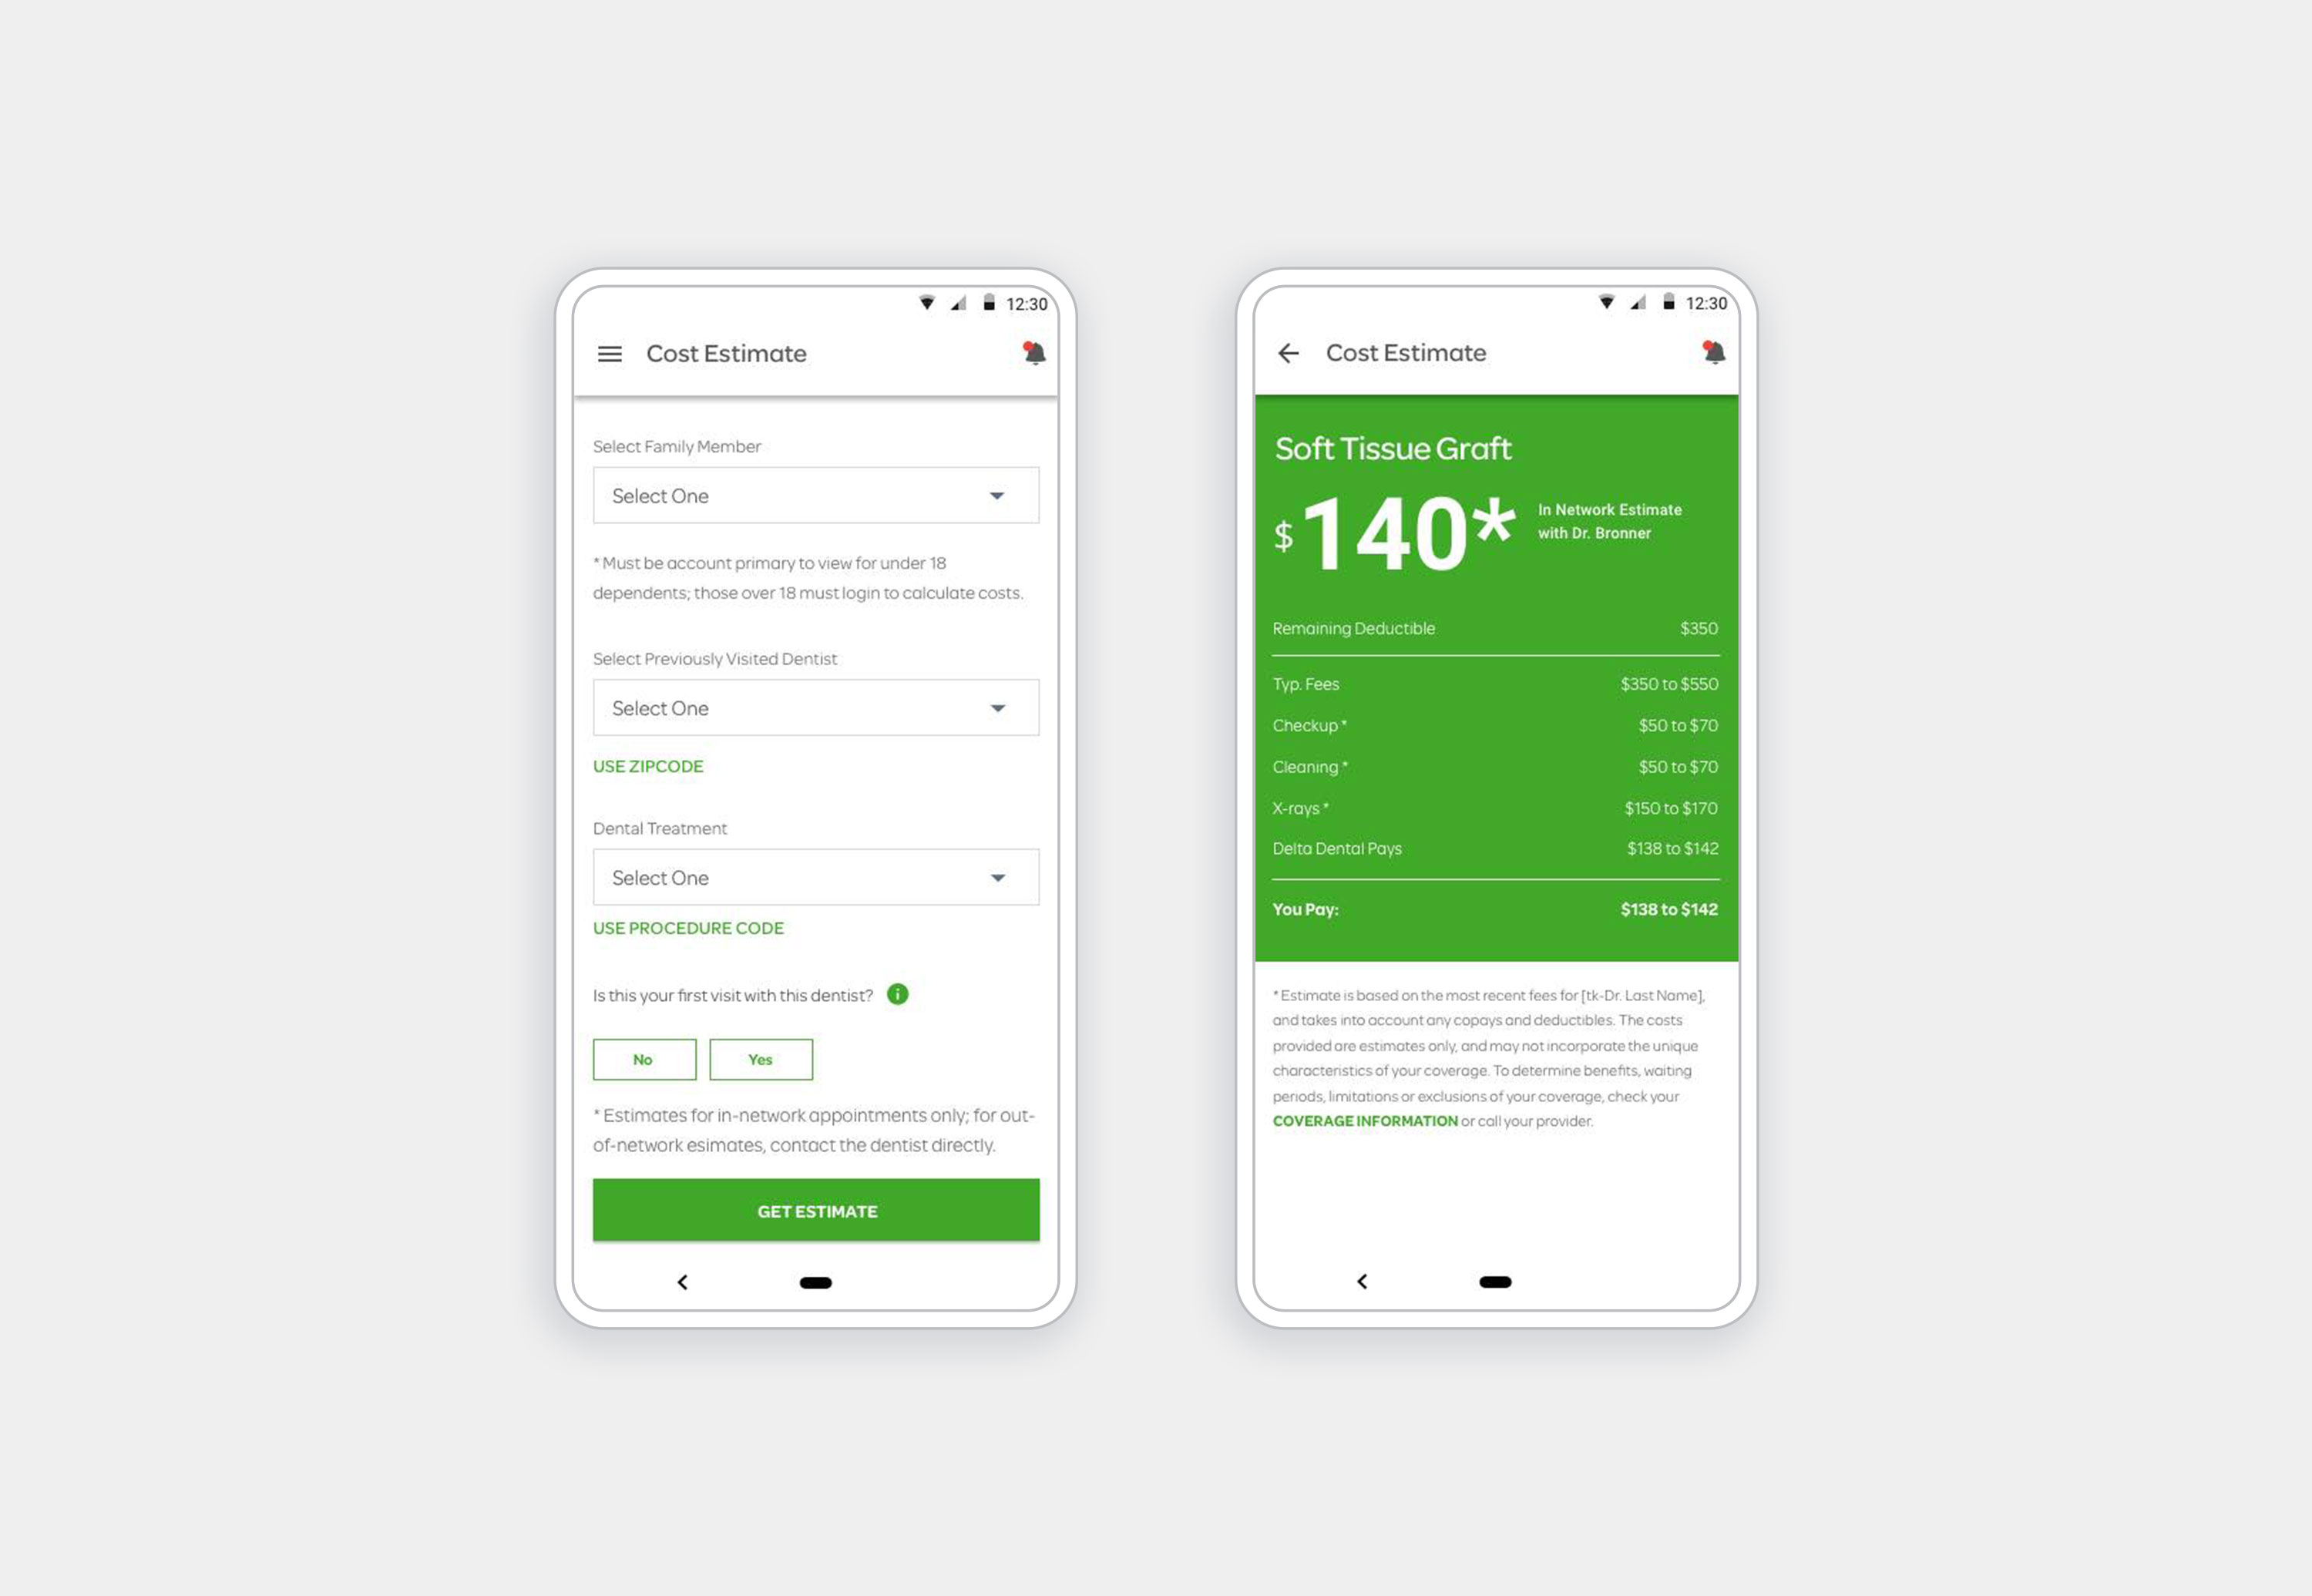 12:30
Cost Estimate
Select Family Member
Select One
* Must be account primary to view for under 18
dependents; those over 18 must login to calculate costs.
Select Previously Visited Dentist
Select One
USE ZIPCODE
Dental Treatment
Select One
USE PROCEDURE CODE
Is this your first visit with this dentist? i
No Yes
* Estimates for in-network appointments only; for out-
of-network esimates, contact the dentist directly.
GET ESTIMATE
12:30
Cost Estimate
Soft Tissue Graft
$140*
In Network Estimate
with Dr. Bronner
Remaining Deductible $350
Typ. Fees $350 to $550
Checkup * $50 to $70
Cleaning * $50 to $70
X-rays * $150 to $170
Delta Dental Pays $138 to $142
You Pay: $138 to $142
* Estimate is based on the most recent fees for [tk-Dr. Last Name],
and takes into account any copays and deductibles. The costs
provided are estimates only, and may not incorporate the unique
characteristics of your coverage. To determine benefits, waiting
periods, limitations or exclusions of your coverage, check your
COVERAGE INFORMATION or call your provider.